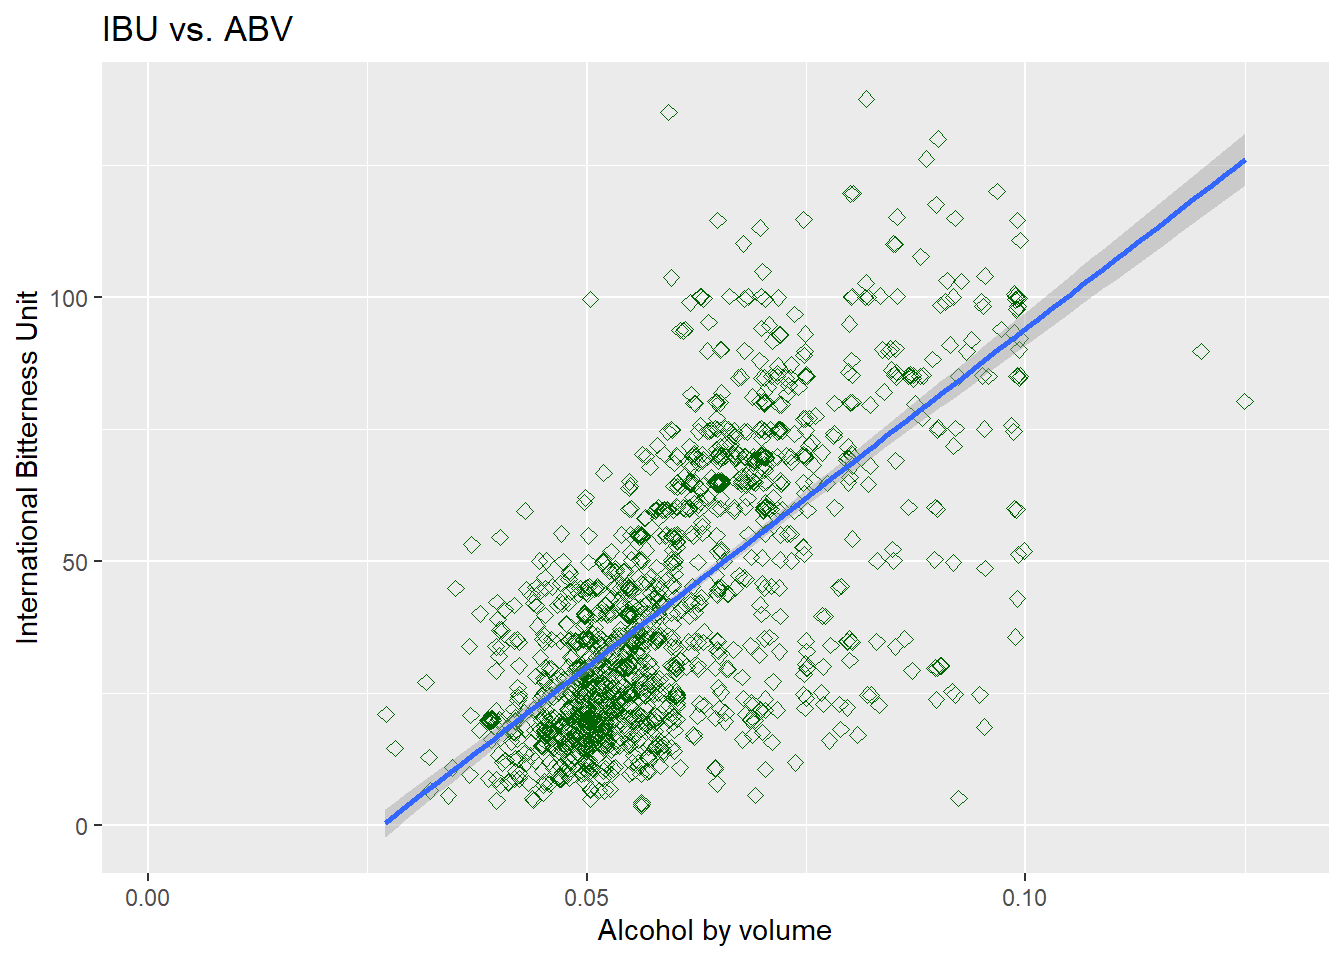 IBU vs. ABV
International Bitterness Unit
100
50
0
0.00
0.05
0.10
Alcohol by volume